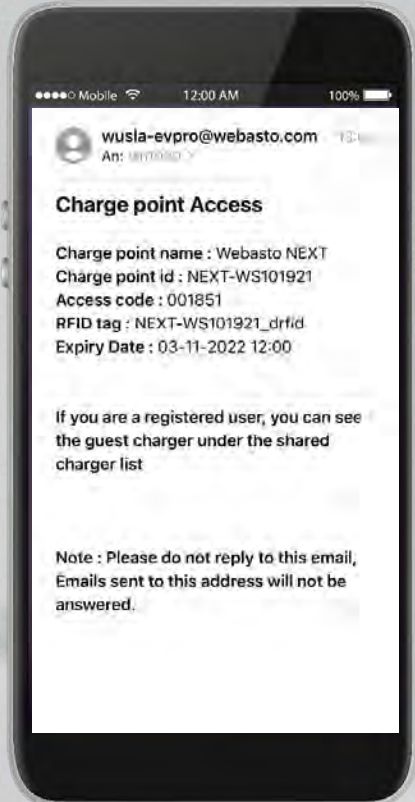 Mobile 12:00 AM 100%
wusla-evpro@webasto.com
An:
Charge point Access
Charge point name : Webasto NEXT
Charge point id : NEXT-WS101921
Access code : 001851
RFID tag : NEXT-WS101921_drfid
Expiry Date : 03-11-2022 12:00
If you are a registered user, you can see
the guest charger under the shared
charger list
Note : Please do not reply to this email,
Emails sent to this address will not be
answered.